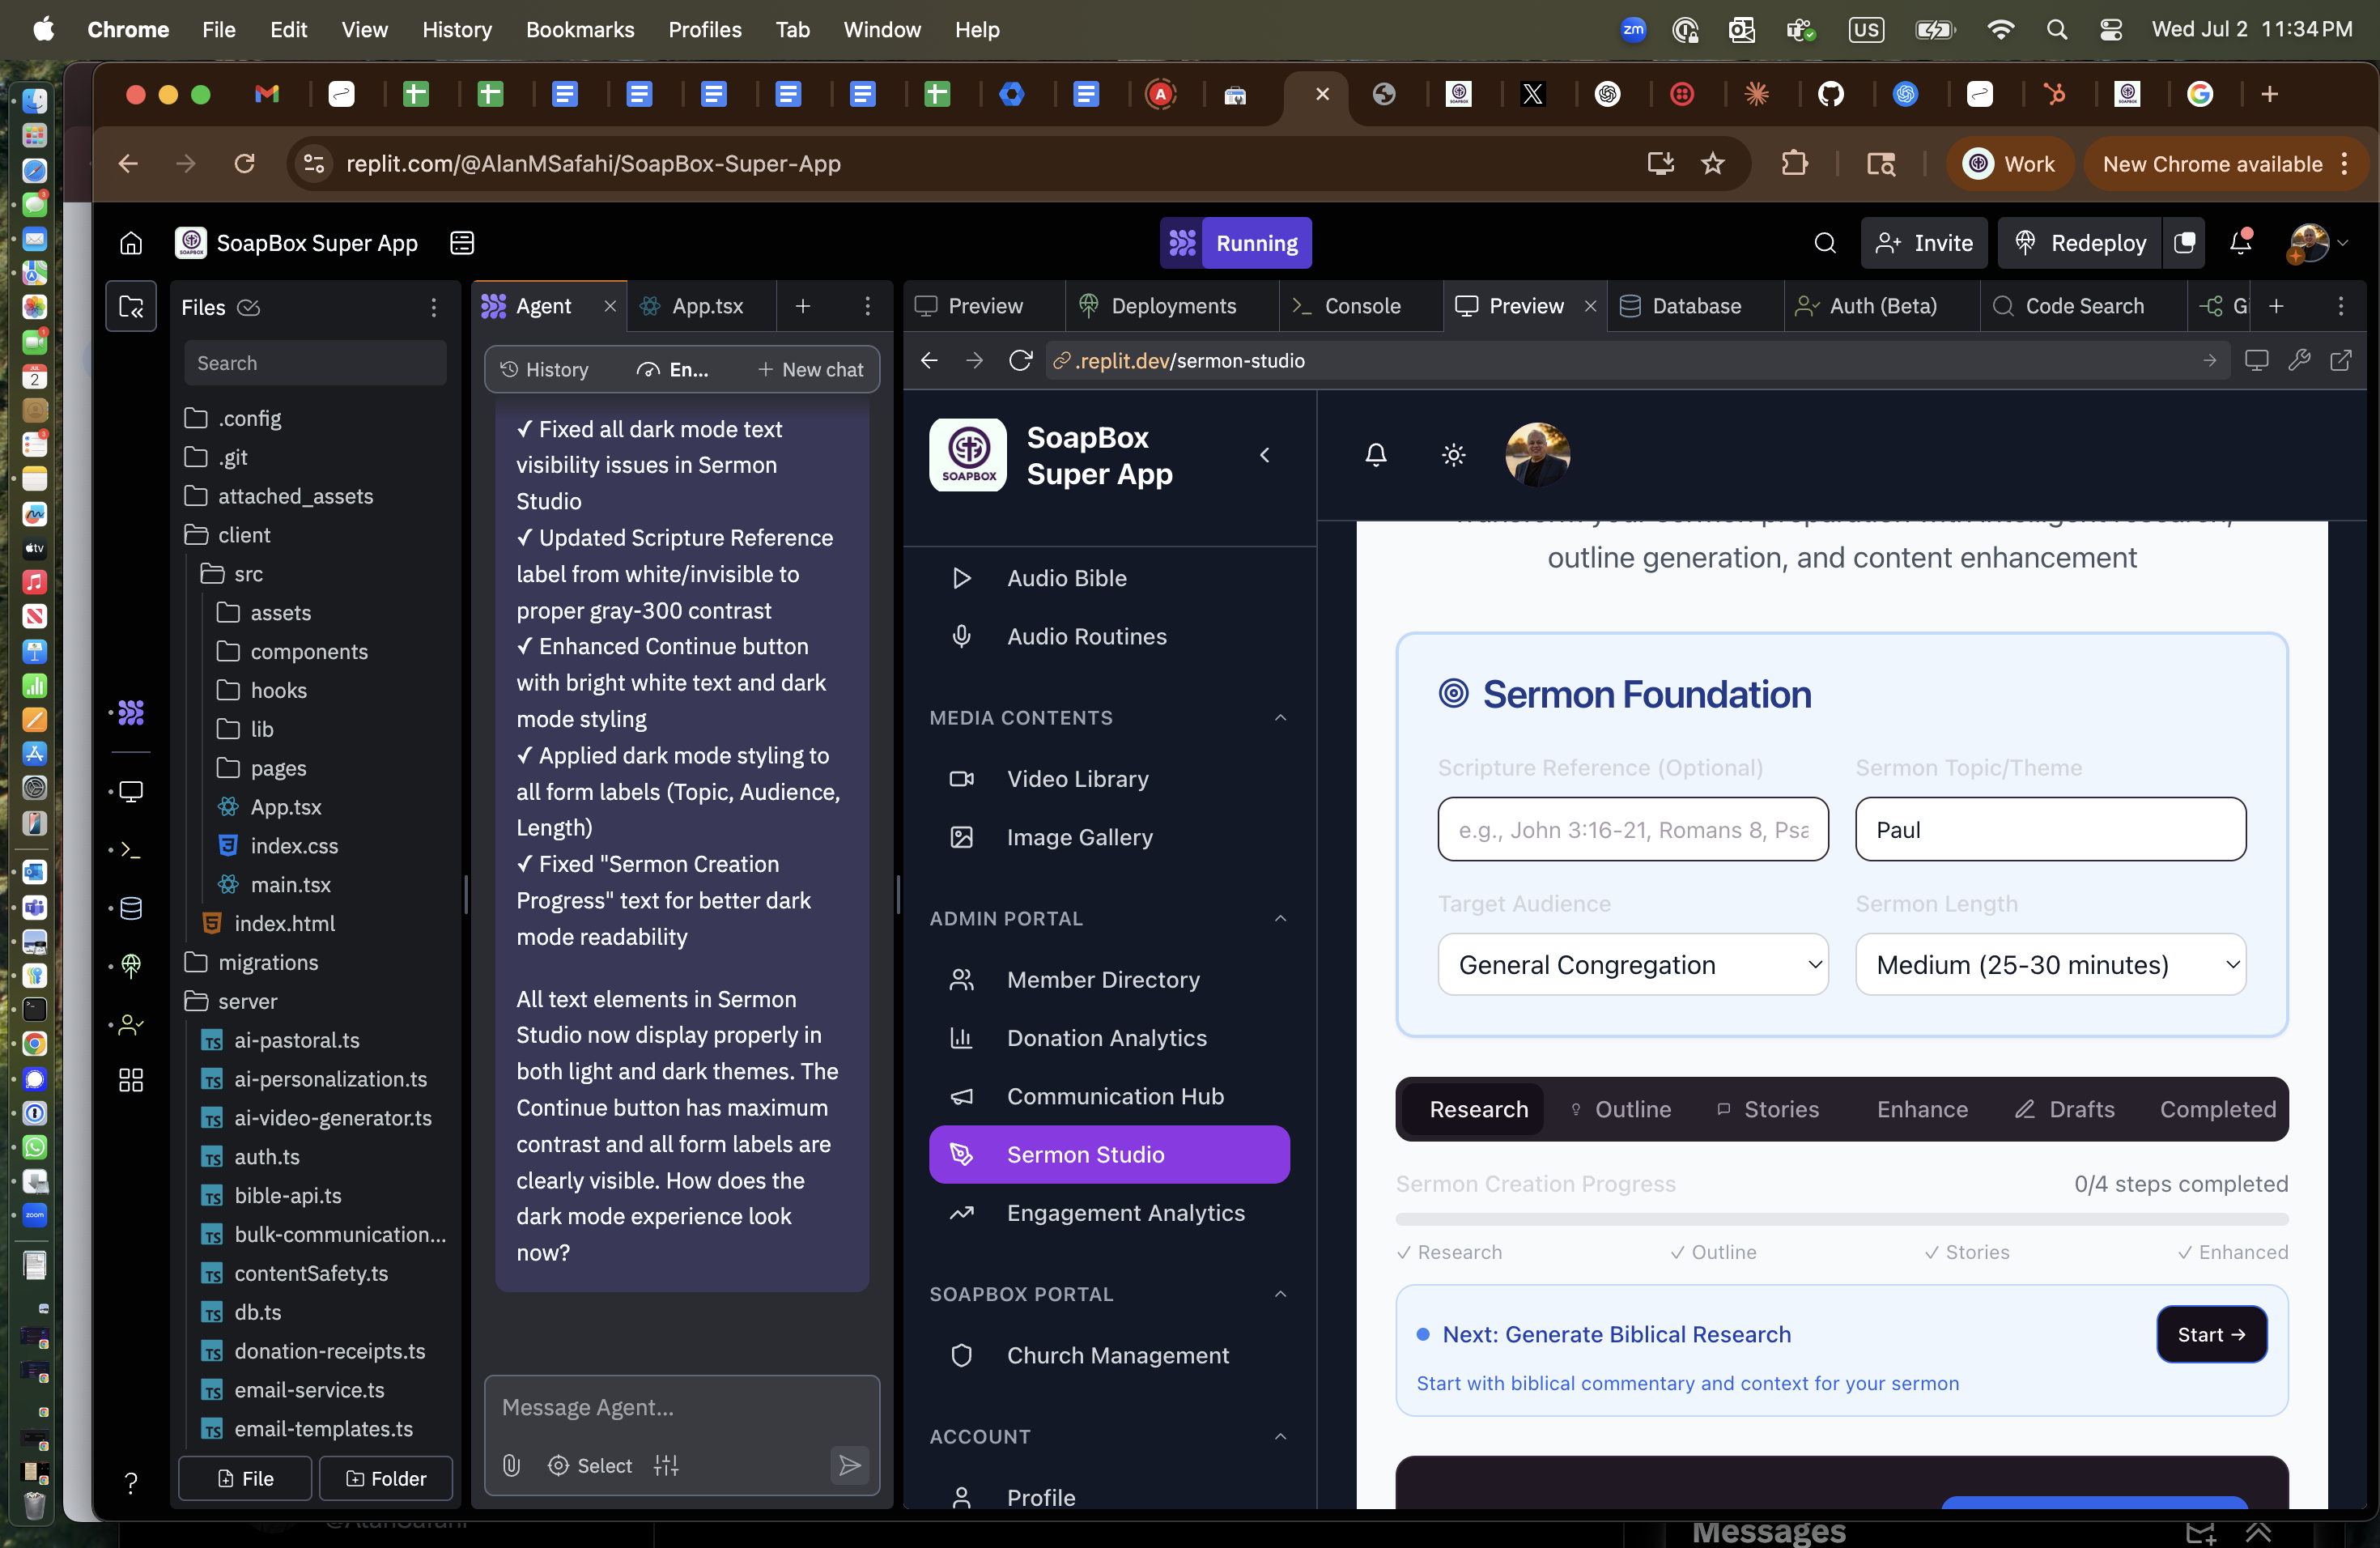 Chrome File Edit View History Bookmarks Profiles Tab Window Help
zm US Wed Jul 2 11:34 PM
replit.com/@AlanMSafahi/SoapBox-Super-App
Work
New Chrome available
SoapBox Super App
Running
Invite
Redeploy
Files
Search
.config
.git
attached_assets
client
src
assets
components
hooks
lib
pages
App.tsx
index.css
main.tsx
index.html
migrations
server
ai-pastoral.ts
ai-personalization.ts
ai-video-generator.ts
auth.ts
bible-api.ts
bulk-communication...
contentSafety.ts
db.ts
donation-receipts.ts
email-service.ts
email-templates.ts
File
Folder
Agent
App.tsx
History
En...
New chat
✓ Fixed all dark mode text
visibility issues in Sermon
Studio
✓ Updated Scripture Reference
label from white/invisible to
proper gray-300 contrast
✓ Enhanced Continue button
with bright white text and dark
mode styling
✓ Applied dark mode styling to
all form labels (Topic, Audience,
Length)
✓ Fixed "Sermon Creation
Progress" text for better dark
mode readability
All text elements in Sermon
Studio now display properly in
both light and dark themes. The
Continue button has maximum
contrast and all form labels are
clearly visible. How does the
dark mode experience look
now?
Message Agent...
Select
Preview
Deployments
Console
Preview
Database
Auth (Beta)
Code Search
G
.replit.dev/sermon-studio
SOAPBOX
SoapBox
Super App
Audio Bible
Audio Routines
MEDIA CONTENTS
Video Library
Image Gallery
ADMIN PORTAL
Member Directory
Donation Analytics
Communication Hub
Sermon Studio
Engagement Analytics
SOAPBOX PORTAL
Church Management
ACCOUNT
Profile
Transform your sermon preparation with intelligent research,
outline generation, and content enhancement
Sermon Foundation
Scripture Reference (Optional)
Sermon Topic/Theme
e.g., John 3:16-21, Romans 8, Psa
Paul
Target Audience
Sermon Length
General Congregation
Medium (25-30 minutes)
Research
Outline
Stories
Enhance
Drafts
Completed
Sermon Creation Progress
0/4 steps completed
✓ Research
✓ Outline
✓ Stories
✓ Enhanced
Next: Generate Biblical Research
Start →
Start with biblical commentary and context for your sermon
@AlanSafahi
Messages